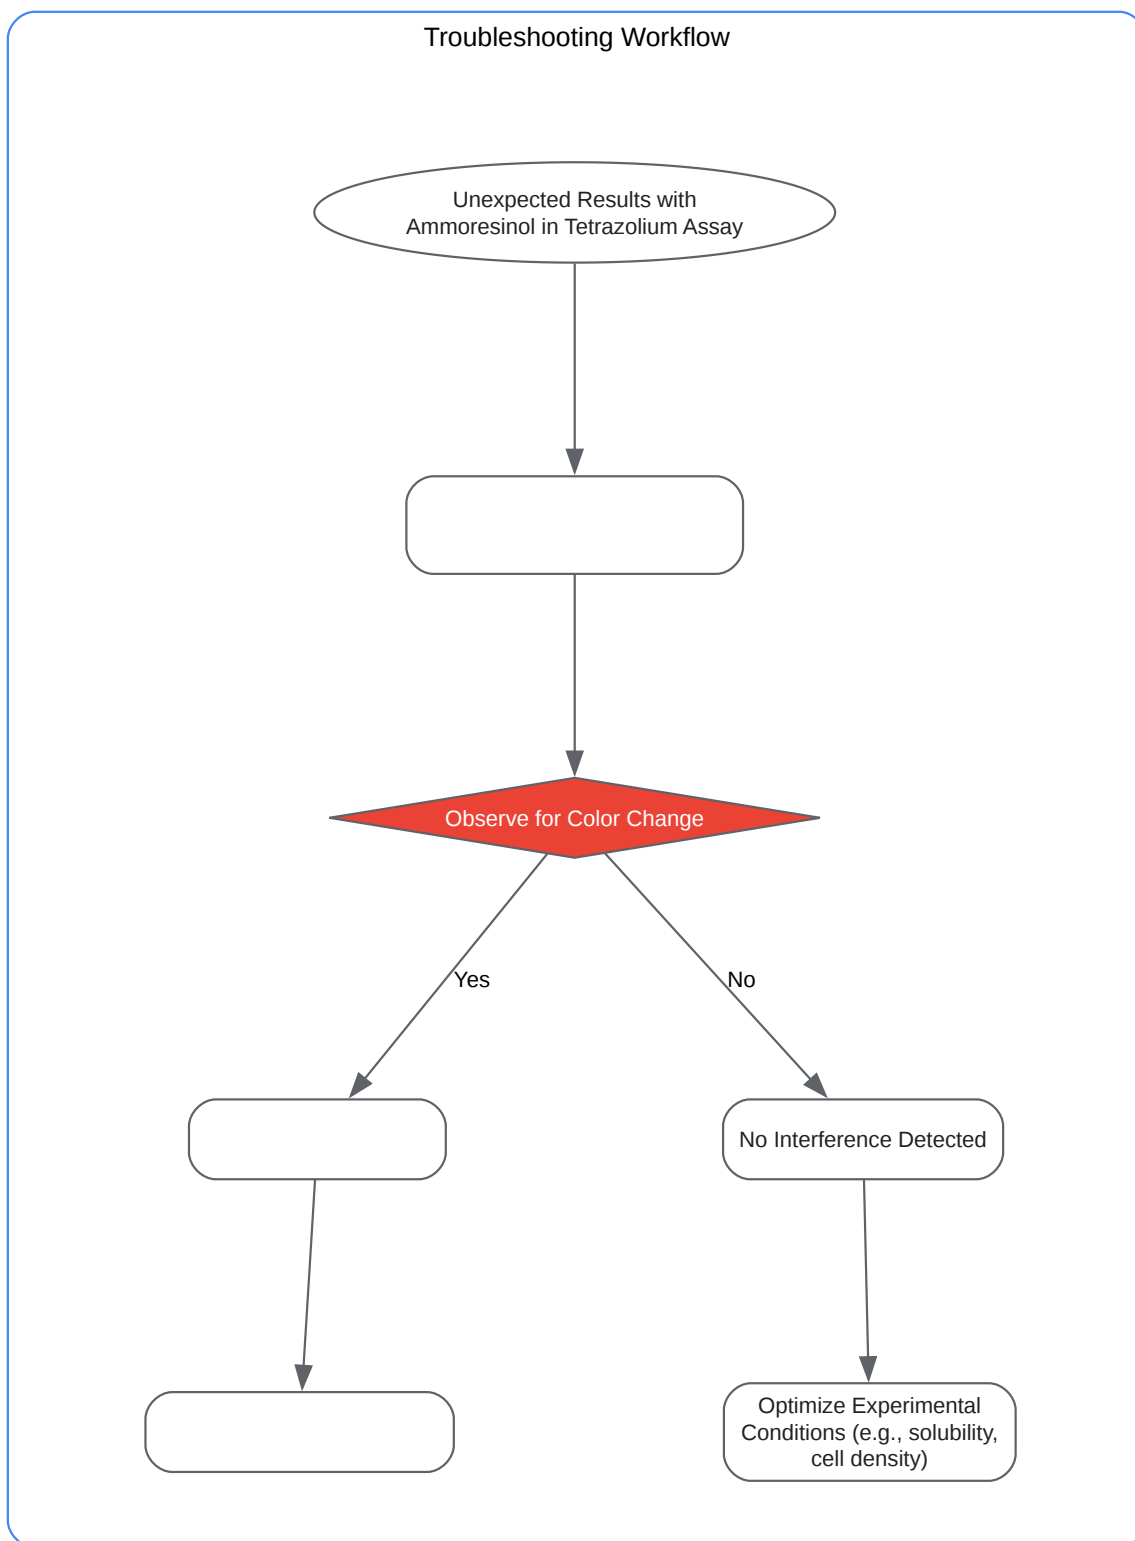 Troubleshooting Workflow
Unexpected Results with
Ammoresinol in Tetrazolium Assay
Observe for Color Change
Yes
No
No Interference Detected
Optimize Experimental
Conditions (e.g., solubility,
cell density)